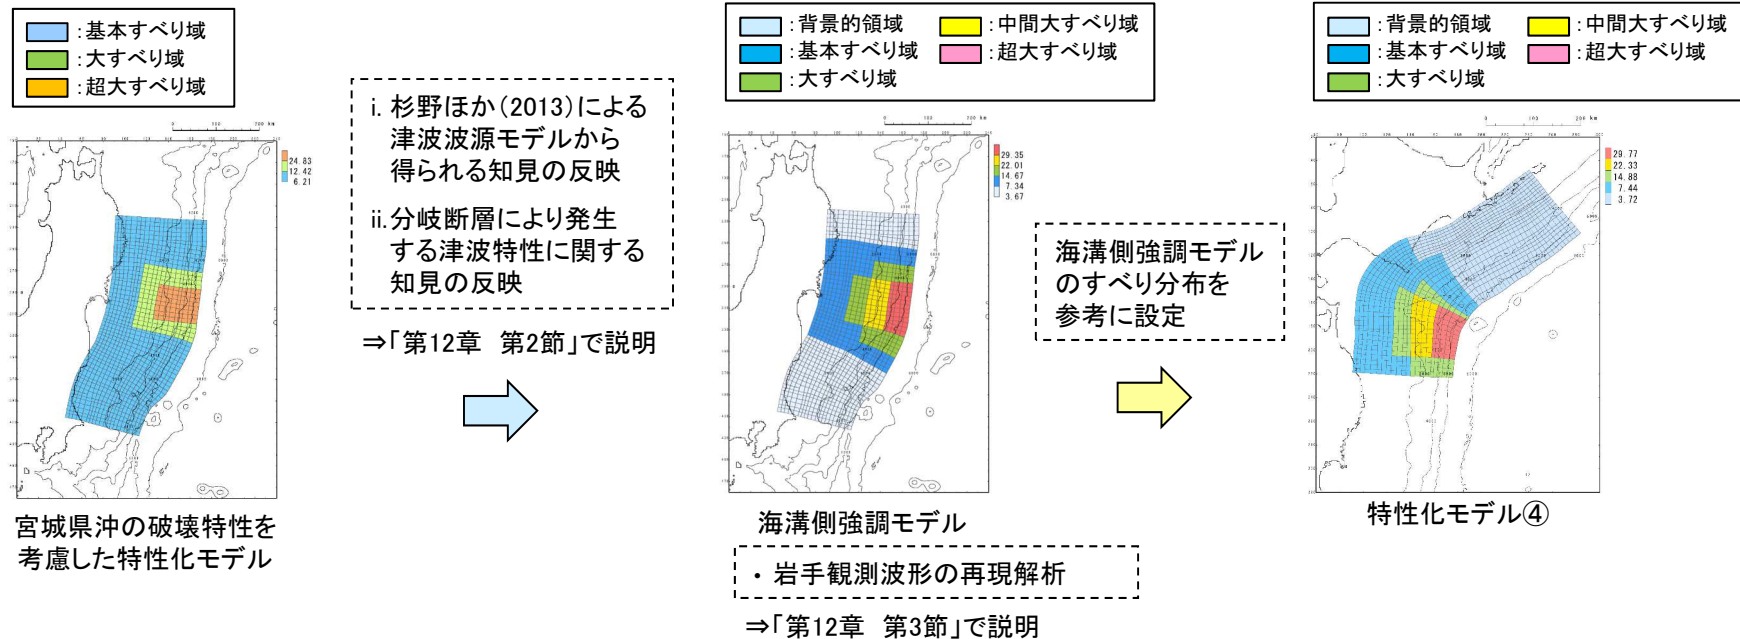 ：基本すべり域
：大すべり域
：超大すべり域
0 100 200 km
24.83
12.42
6.21
宮城県沖の破壊特性を
考慮した特性化モデル
i. 杉野ほか（2013）による
津波波源モデルから
得られる知見の反映
ii.分岐断層により発生
する津波特性に関する
知見の反映
⇒「第12章 第2節」で説明
：背景的領域
：中間大すべり域
：基本すべり域
：超大すべり域
：大すべり域
0 100 200 km
29.35
22.01
14.67
7.34
3.67
海溝側強調モデル
・ 岩手観測波形の再現解析
⇒「第12章 第3節」で説明
海溝側強調モデル
のすべり分布を
参考に設定
：背景的領域
：中間大すべり域
：基本すべり域
：超大すべり域
：大すべり域
0 100 200 km
29.77
22.33
14.88
7.44
3.72
特性化モデル④